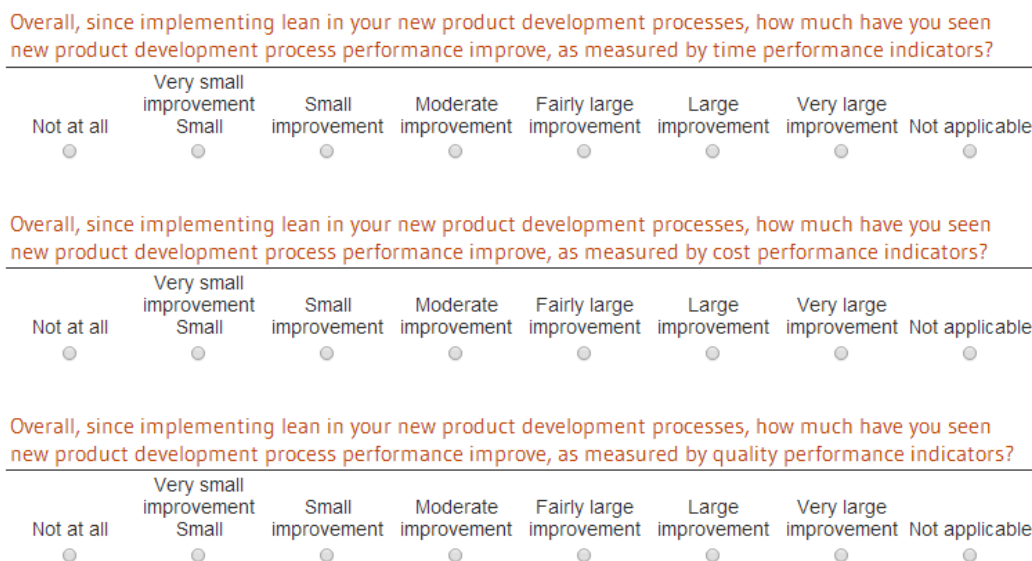 Overall, since implementing lean in your new product development processes, how much have you seen
new product development process performance improve, as measured by time performance indicators?
Very small
improvement Small Moderate Fairly large Large Very large
Not at all Small improvement improvement improvement improvement improvement Not applicable
Overall, since implementing lean in your new product development processes, how much have you seen
new product development process performance improve, as measured by cost performance indicators?
Very small
improvement Small Moderate Fairly large Large Very large
Not at all Small improvement improvement improvement improvement improvement Not applicable
Overall, since implementing lean in your new product development processes, how much have you seen
new product development process performance improve, as measured by quality performance indicators?
Very small
improvement Small Moderate Fairly large Large Very large
Not at all Small improvement improvement improvement improvement improvement Not applicable